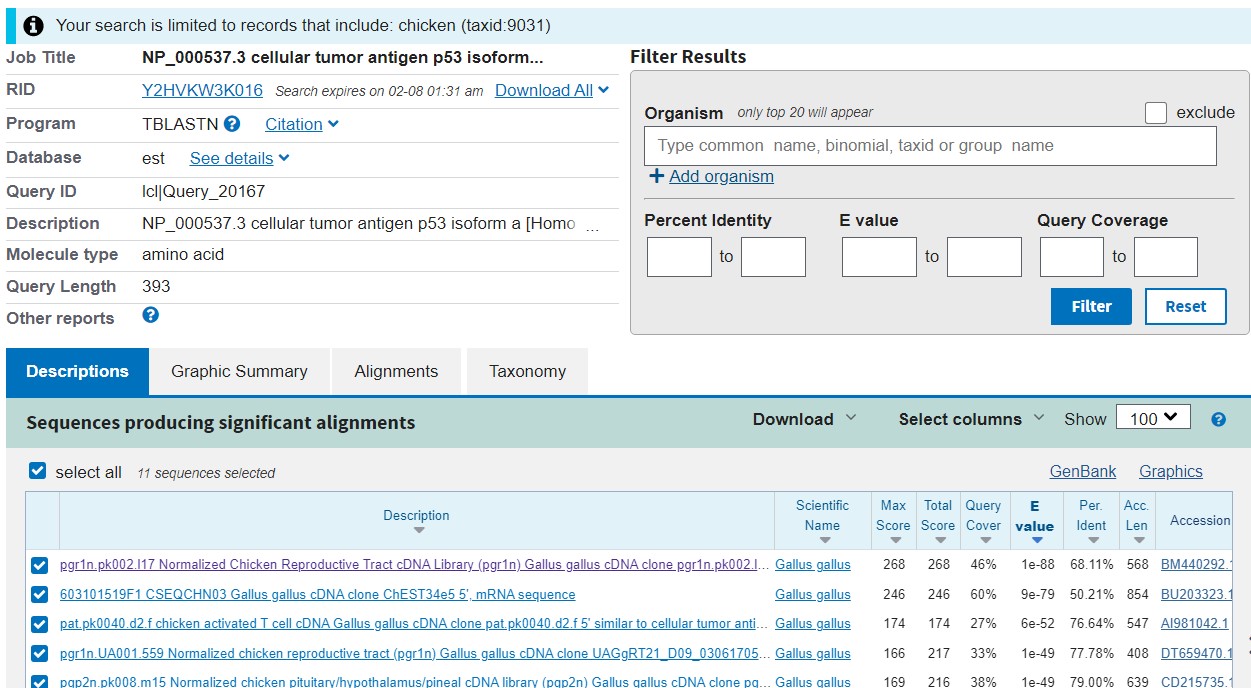 Your search is limited to records that include: chicken (taxid:9031)
Job Title NP_000537.3 cellular tumor antigen p53 isoform...
RID Y2HVKW3K016 Search expires on 02-08 01:31 am Download All
Program TBLASTN ? Citation
Database est See details
Query ID lcl|Query_20167
Description NP_000537.3 cellular tumor antigen p53 isoform a [Homo ...
Molecule type amino acid
Query Length 393
Other reports ?
Filter Results
Organism only top 20 will appear exclude
Type common name, binomial, taxid or group name
+ Add organism
Percent Identity E value Query Coverage
to to to
Filter Reset
Descriptions Graphic Summary Alignments Taxonomy
Sequences producing significant alignments Download Select columns Show 100 ?
select all 11 sequences selected GenBank Graphics
Description Scientific Name Max Score Total Score Query Cover E value Per. Ident Acc. Len Accession
pgr1n.pk002.l17 Normalized Chicken Reproductive Tract cDNA Library (pgr1n) Gallus gallus cDNA clone pgr1n.pk002.l... Gallus gallus 268 268 46% 1e-88 68.11% 568 BM440292.1
603101519F1 CSEQCHN03 Gallus gallus cDNA clone ChEST34e5 5', mRNA sequence Gallus gallus 246 246 60% 9e-79 50.21% 854 BU203323.1
pat.pk0040.d2.f chicken activated T cell cDNA Gallus gallus cDNA clone pat.pk0040.d2.f 5' similar to cellular tumor anti... Gallus gallus 174 174 27% 6e-52 76.64% 547 AI981042.1
pgr1n.UA001.559 Normalized chicken reproductive tract (pgr1n) Gallus gallus cDNA clone UAGgRT21_D09_03061705... Gallus gallus 166 217 33% 1e-49 77.78% 408 DT659470.1
pgp2n.pk008.m15 Normalized chicken pituitary/hypothalamus/pineal cDNA library (pgp2n) Gallus gallus cDNA clone pg... Gallus gallus 169 216 38% 1e-49 79.00% 639 CD215735.1